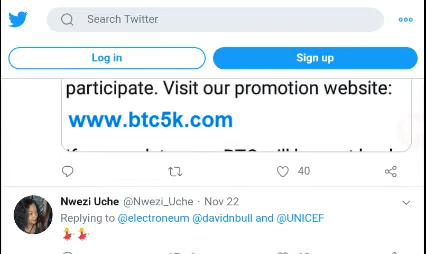 Search Twitter
Log in
Sign up
participate. Visit our promotion website:
www.btc5k.com
40
Nwezi Uche @Nwezi_Uche · Nov 22
Replying to @electroneum @davidnbull and @UNICEF
💃💃